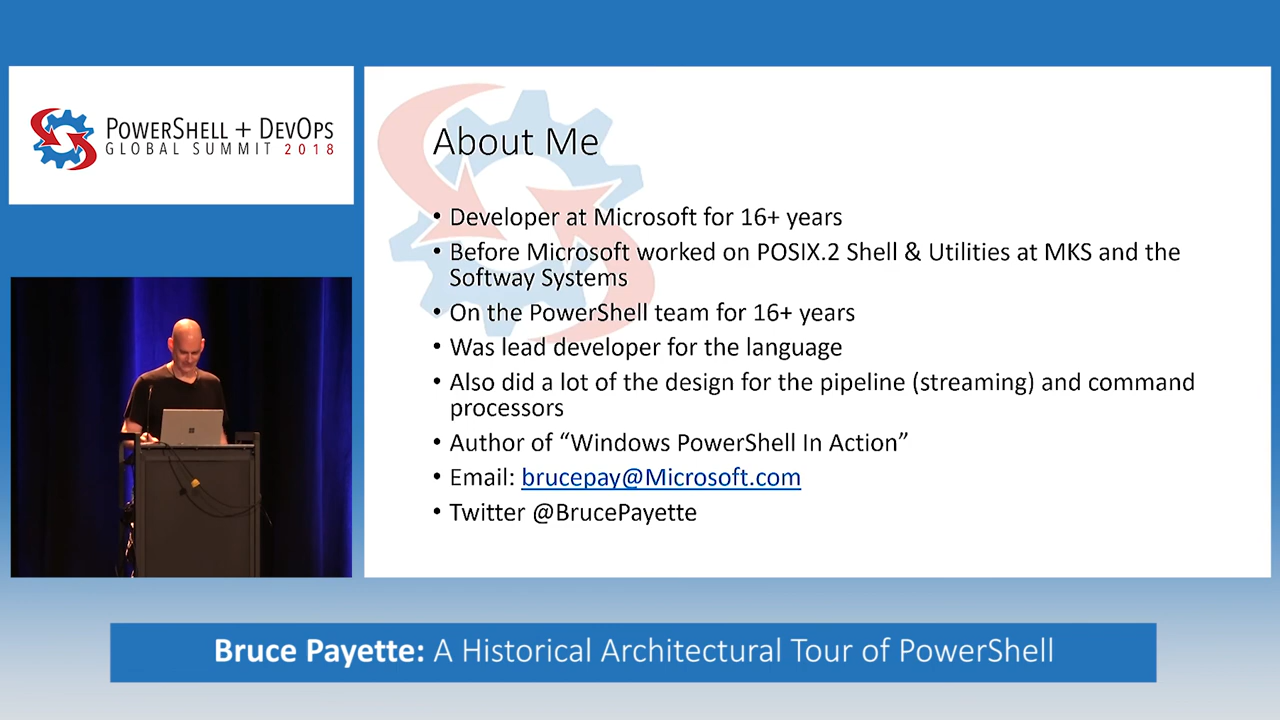 POWERSHELL + DEVOPS
GLOBAL SUMMIT 2018
About Me
• Developer at Microsoft for 16+ years
• Before Microsoft worked on POSIX.2 Shell & Utilities at MKS and the
Softway Systems
• On the PowerShell team for 16+ years
• Was lead developer for the language
• Also did a lot of the design for the pipeline (streaming) and command
processors
• Author of “Windows PowerShell In Action”
• Email: brucepay@Microsoft.com
• Twitter @BrucePayette
Bruce Payette: A Historical Architectural Tour of PowerShell